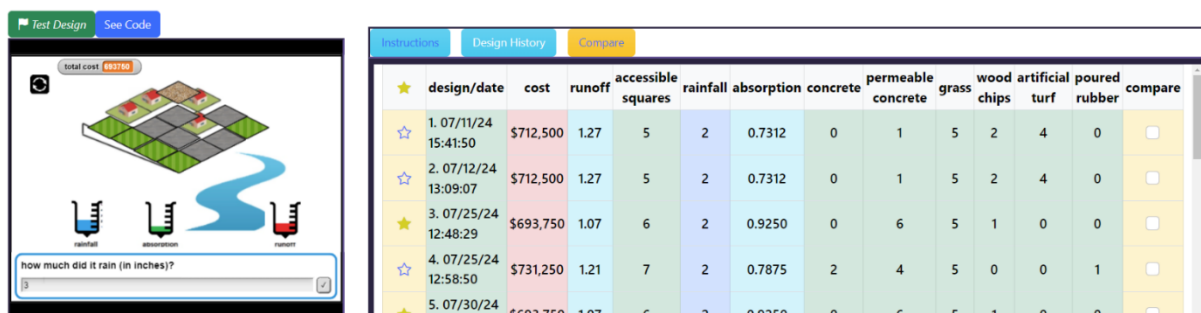 Test Design See Code
total cost 693750
rainfall absorption runoff
how much did it rain (in inches)?
3
Instructions Design History Compare
design/date cost runoff accessible squares rainfall absorption concrete permeable concrete grass wood chips artificial turf poured rubber compare
1. 07/11/24 15:41:50 $712,500 1.27 5 2 0.7312 0 1 5 2 4 0
2. 07/12/24 13:09:07 $712,500 1.27 5 2 0.7312 0 1 5 2 4 0
3. 07/25/24 12:48:29 $693,750 1.07 6 2 0.9250 0 6 5 1 0 0
4. 07/25/24 12:58:50 $731,250 1.21 7 2 0.7875 2 4 5 0 0 1
5. 07/30/24